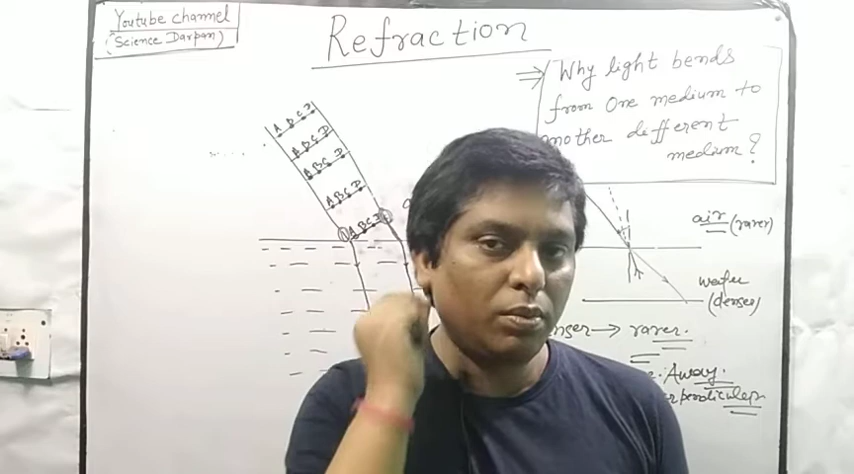 Youtube channel
(Science Darpan)
Refraction
⇒ Why light bends
from one medium to
another different
medium?
A B C D
A B C D
A B C D
A B C D
A B C D
air (rarer)
water
(denser)
→ rarer.
Away.